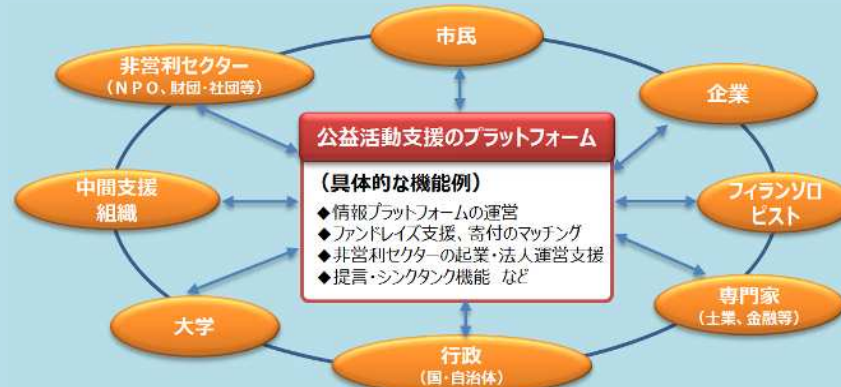 市民
非営利セクター
（ＮＰＯ、財団・社団等）
企業
公益活動支援のプラットフォーム
（具体的な機能例）
◆情報プラットフォームの運営
◆ファンドレイズ支援、寄付のマッチング
◆非営利セクターの起業・法人運営支援
◆提言・シンクタンク機能 など
中間支援
組織
フィランソロ
ピスト
大学
専門家
（士業、金融等）
行政
（国・自治体）